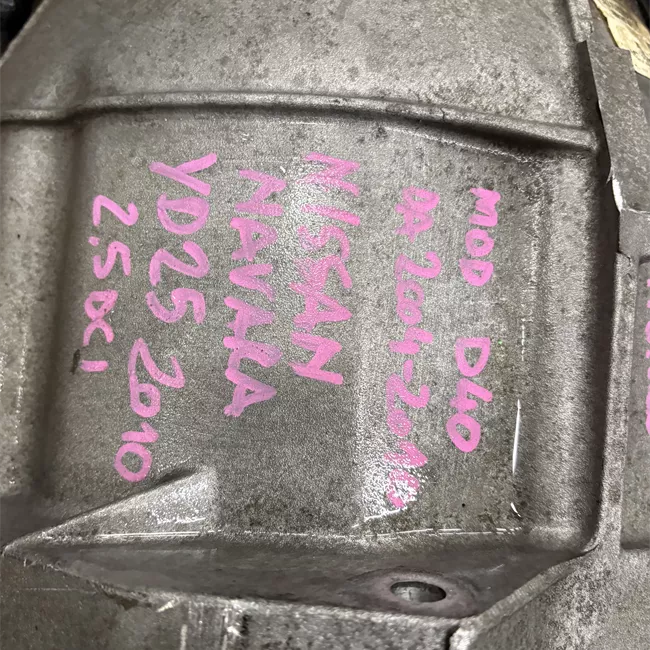 MOD D40
DA 2004-2010
NISSAN
NAVARA
YD25 2010
2.5 DCI